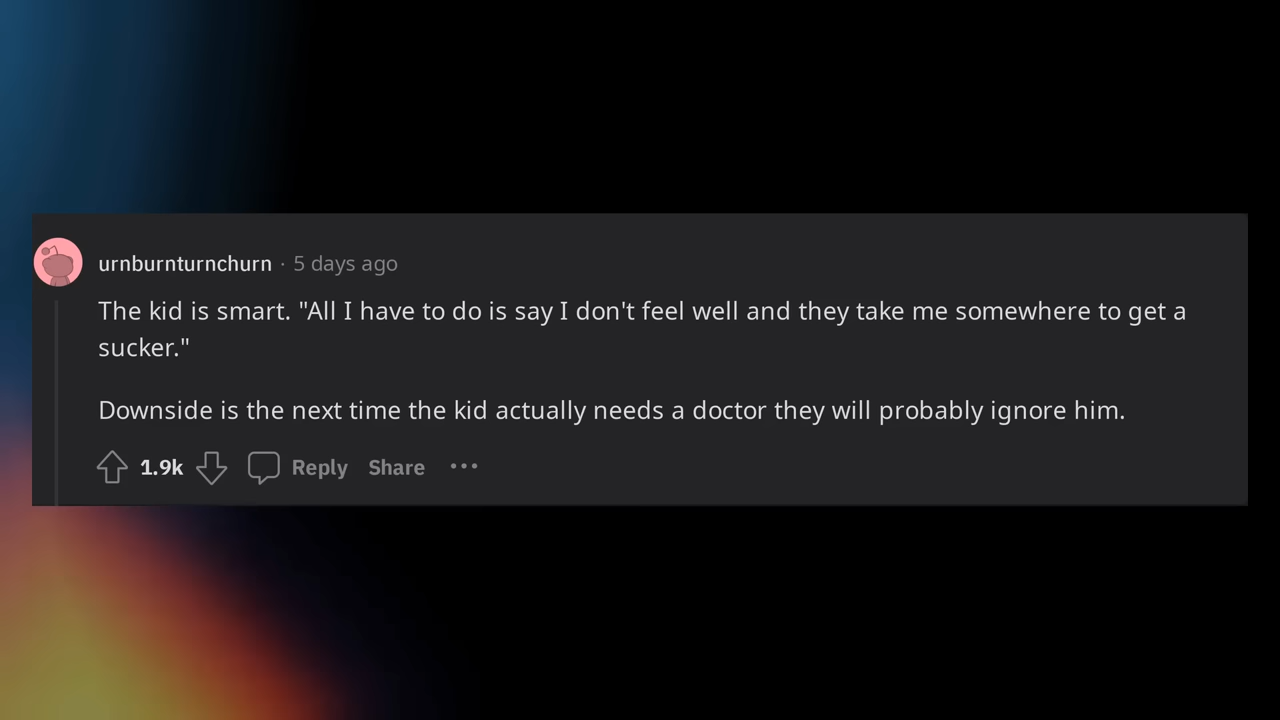 urnburnturnchurn · 5 days ago
The kid is smart. "All I have to do is say I don't feel well and they take me somewhere to get a
sucker."
Downside is the next time the kid actually needs a doctor they will probably ignore him.
1.9k Reply Share ···